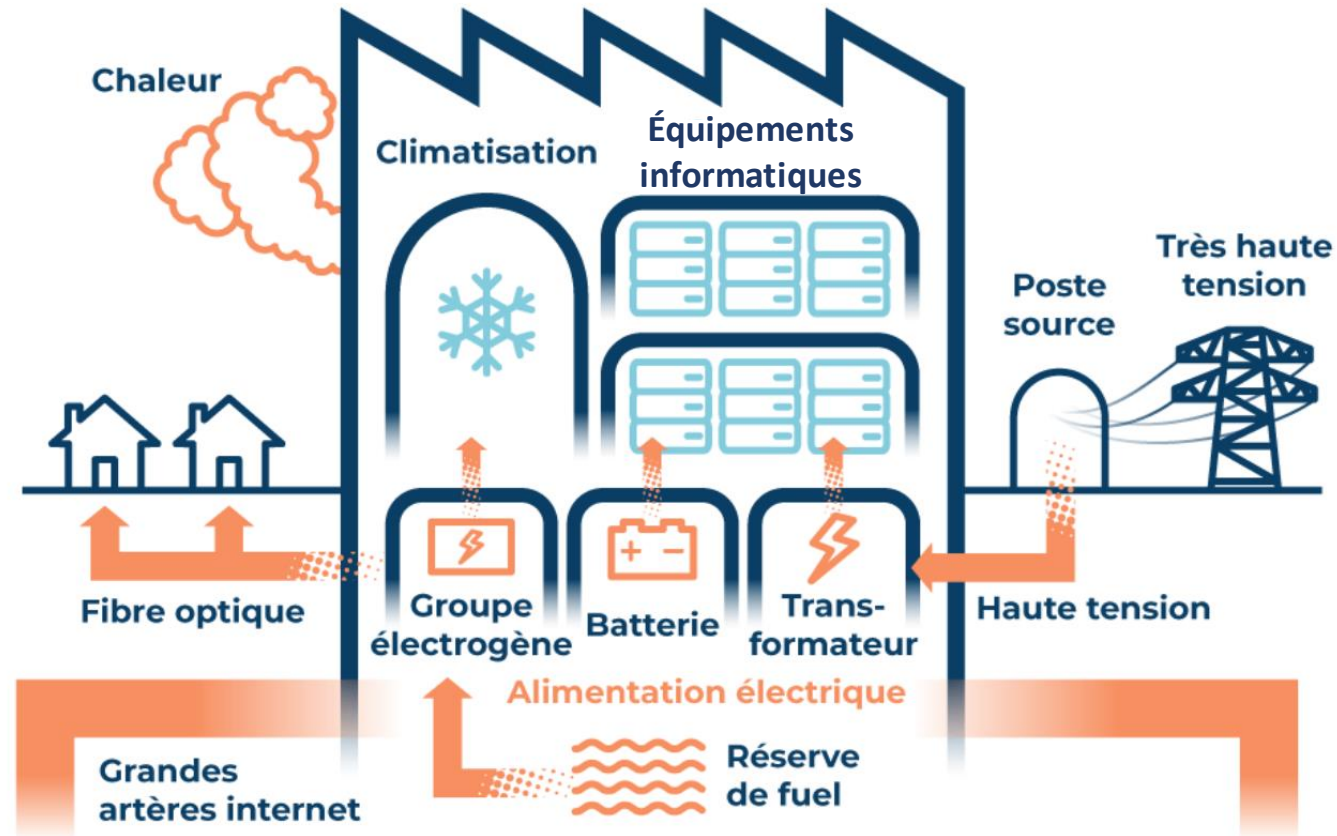 Chaleur
Climatisation
Équipements
informatiques
Très haute
tension
Poste
source
Fibre optique
Groupe
électrogène
Batterie
+ −
Trans-
formateur
Haute tension
Alimentation électrique
Grandes
artères internet
Réserve
de fuel